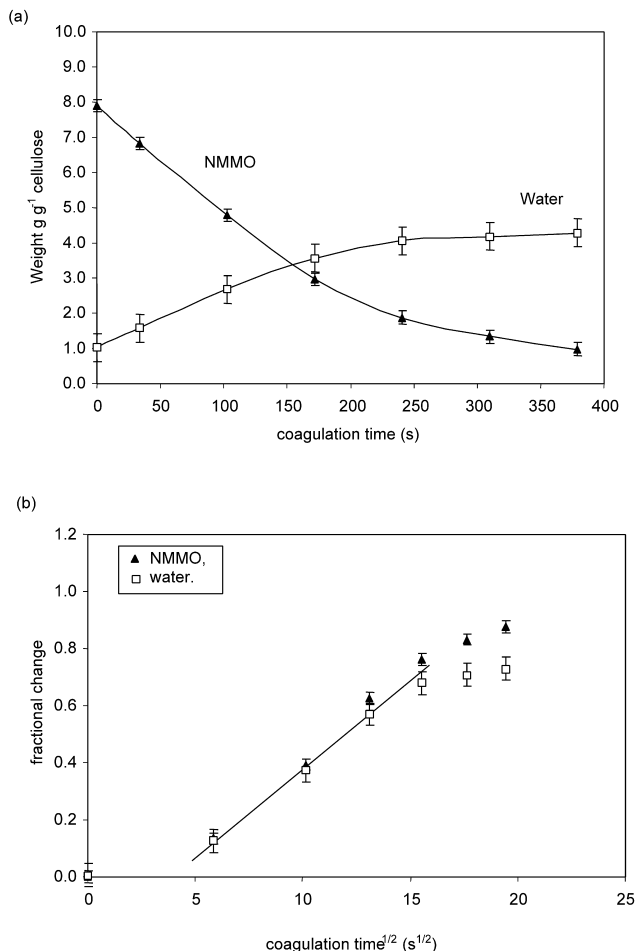 (a)
10.0
9.0
8.0
7.0
6.0
5.0
4.0
3.0
2.0
1.0
0.0
Weight g g⁻¹ cellulose
NMMO
Water
0 50 100 150 200 250 300 350 400
coagulation time (s)
(b)
1.2
1.0
0.8
0.6
0.4
0.2
0.0
fractional change
NMMO,
water.
0 5 10 15 20 25
coagulation time¹/² (s¹/²)